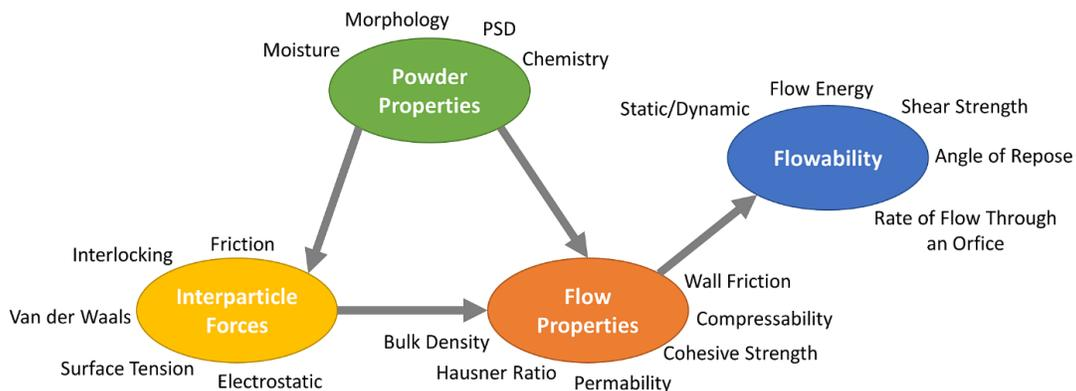 Morphology
PSD
Moisture
Chemistry
Powder
Properties
Flow Energy
Static/Dynamic
Shear Strength
Flowability
Angle of Repose
Rate of Flow Through
an Orfice
Friction
Interlocking
Interparticle
Forces
Van der Waals
Surface Tension
Electrostatic
Flow
Properties
Wall Friction
Compressability
Bulk Density
Cohesive Strength
Hausner Ratio
Permability